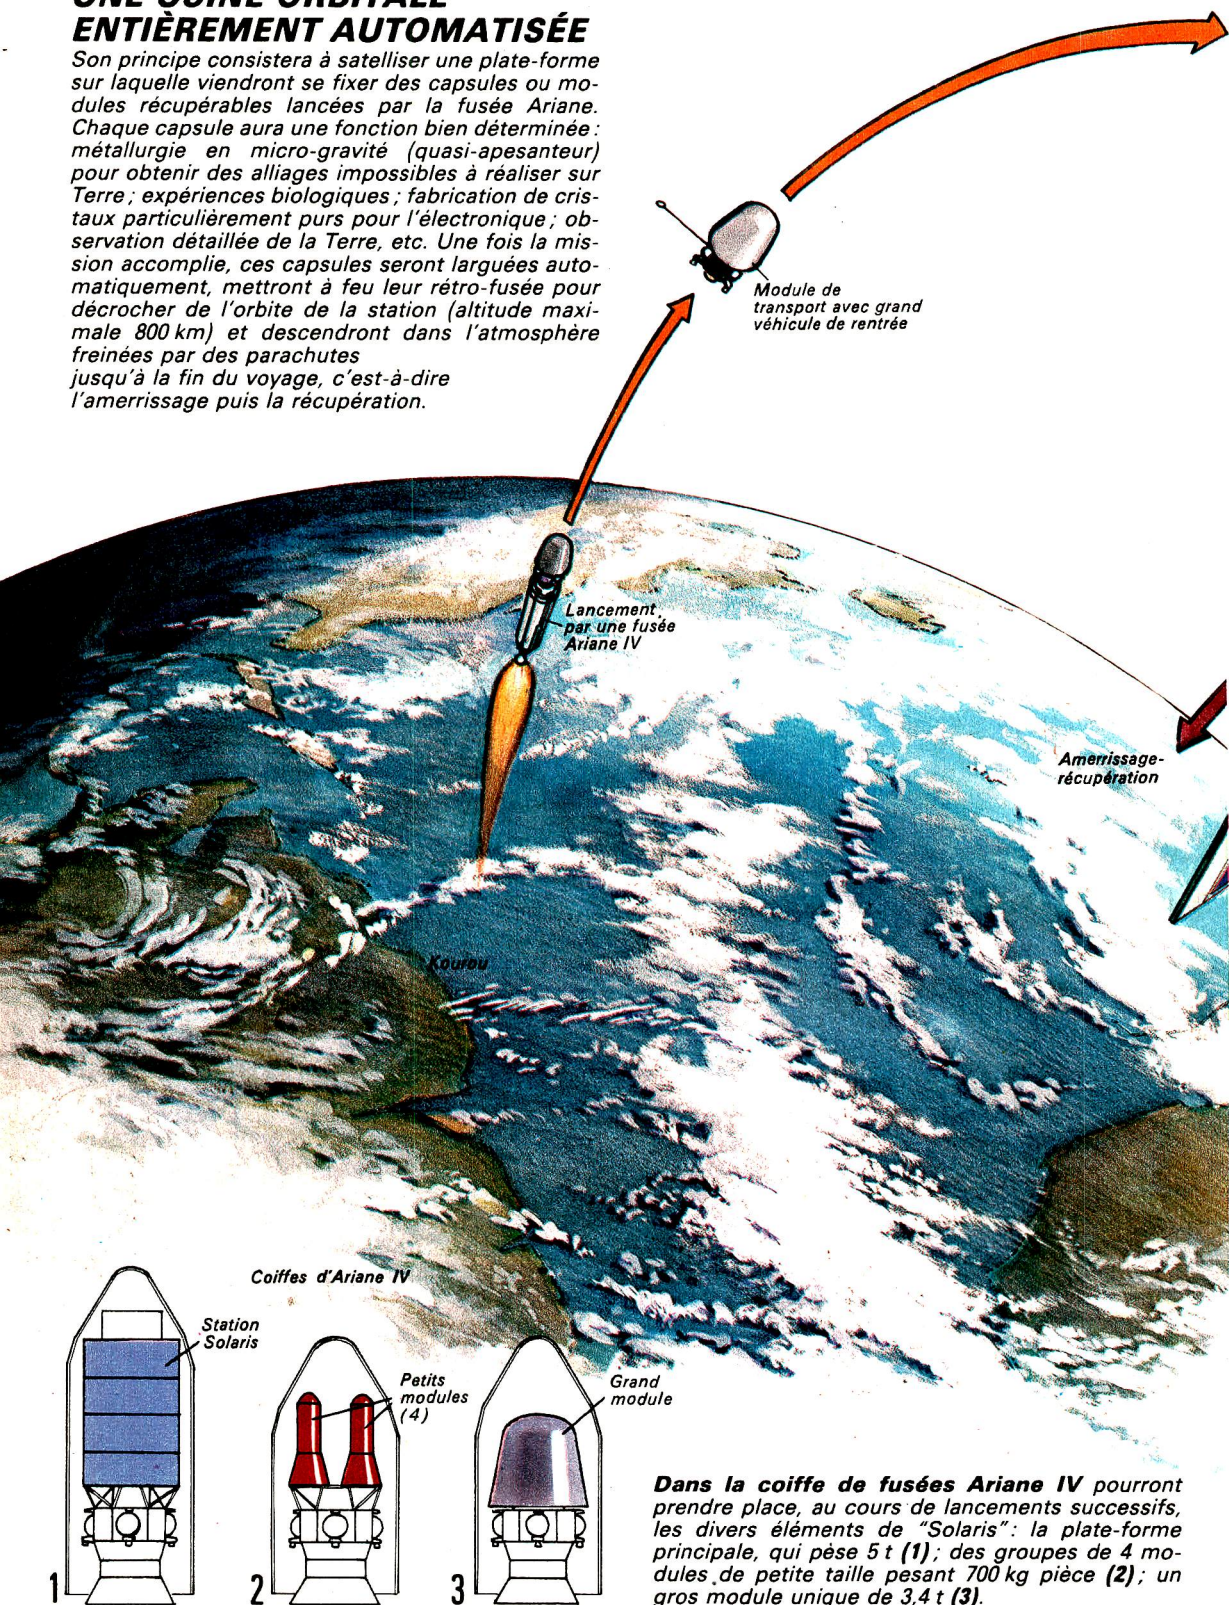 UNE USINE ORBITALE
ENTIÈREMENT AUTOMATISÉE
Son principe consistera à satelliser une plate-forme
sur laquelle viendront se fixer des capsules ou mo-
dules récupérables lancées par la fusée Ariane.
Chaque capsule aura une fonction bien déterminée :
métallurgie en micro-gravité (quasi-apesanteur)
pour obtenir des alliages impossibles à réaliser sur
Terre ; expériences biologiques ; fabrication de cris-
taux particulièrement purs pour l'électronique ; ob-
servation détaillée de la Terre, etc. Une fois la mis-
sion accomplie, ces capsules seront larguées auto-
matiquement, mettront à feu leur rétro-fusée pour
décrocher de l'orbite de la station (altitude maxi-
male 800 km) et descendront dans l'atmosphère
freinées par des parachutes
jusqu'à la fin du voyage, c'est-à-dire
l'amerrissage puis la récupération.
Module de
transport avec grand
véhicule de rentrée
Lancement
par une fusée
Ariane IV
Amerrissage-
récupération
Kourou
Coiffes d'Ariane IV
Station
Solaris
Petits
modules
(4)
Grand
module
1
2
3
Dans la coiffe de fusées Ariane IV pourront
prendre place, au cours de lancements successifs,
les divers éléments de "Solaris" : la plate-forme
principale, qui pèse 5 t (1) ; des groupes de 4 mo-
dules de petite taille pesant 700 kg pièce (2) ; un
gros module unique de 3,4 t (3).